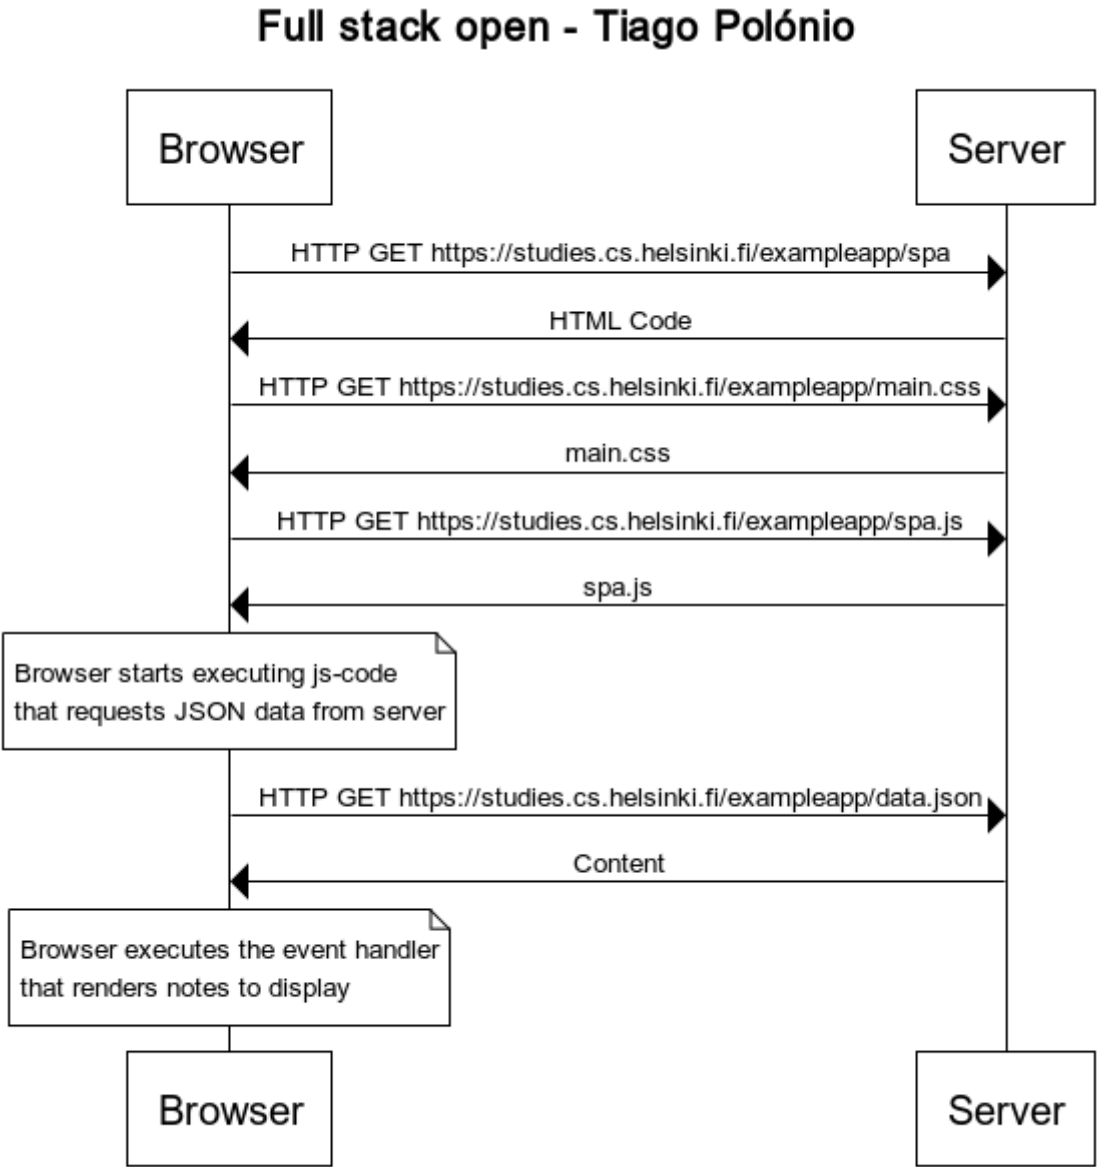 Full stack open - Tiago Polónio
Browser
Server
HTTP GET https://studies.cs.helsinki.fi/exampleapp/spa
HTML Code
HTTP GET https://studies.cs.helsinki.fi/exampleapp/main.css
main.css
HTTP GET https://studies.cs.helsinki.fi/exampleapp/spa.js
spa.js
Browser starts executing js-code
that requests JSON data from server
HTTP GET https://studies.cs.helsinki.fi/exampleapp/data.json
Content
Browser executes the event handler
that renders notes to display
Browser
Server